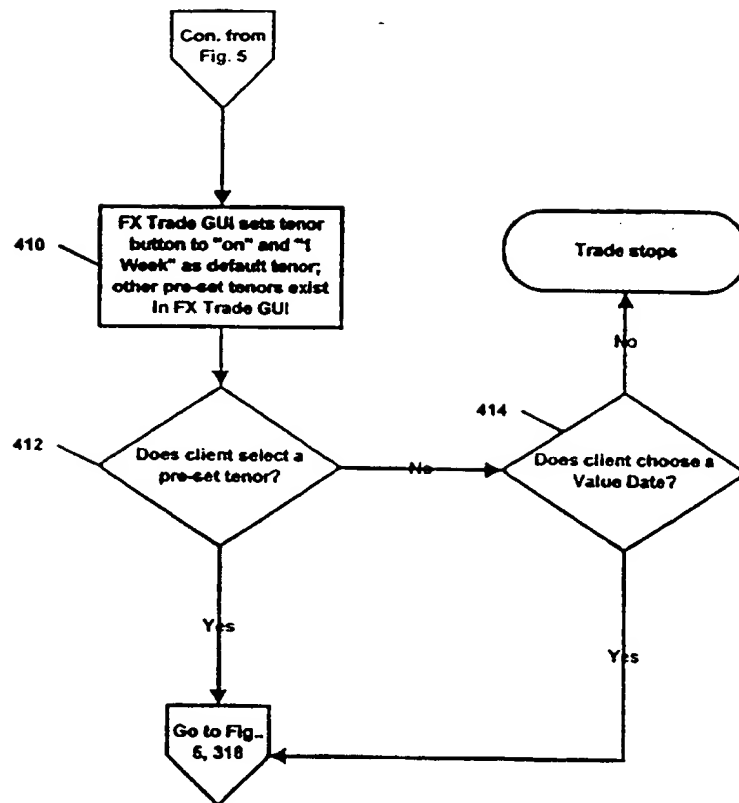 Con. from
Fig. 5
410
FX Trade GUI sets tenor
button to "on" and "1
Week" as default tenor;
other pre-set tenors exist
in FX Trade GUI
Trade stops
No
412
Does client select a
pre-set tenor?
No
414
Does client choose a
Value Date?
Yes
Yes
Go to Fig..
5, 318